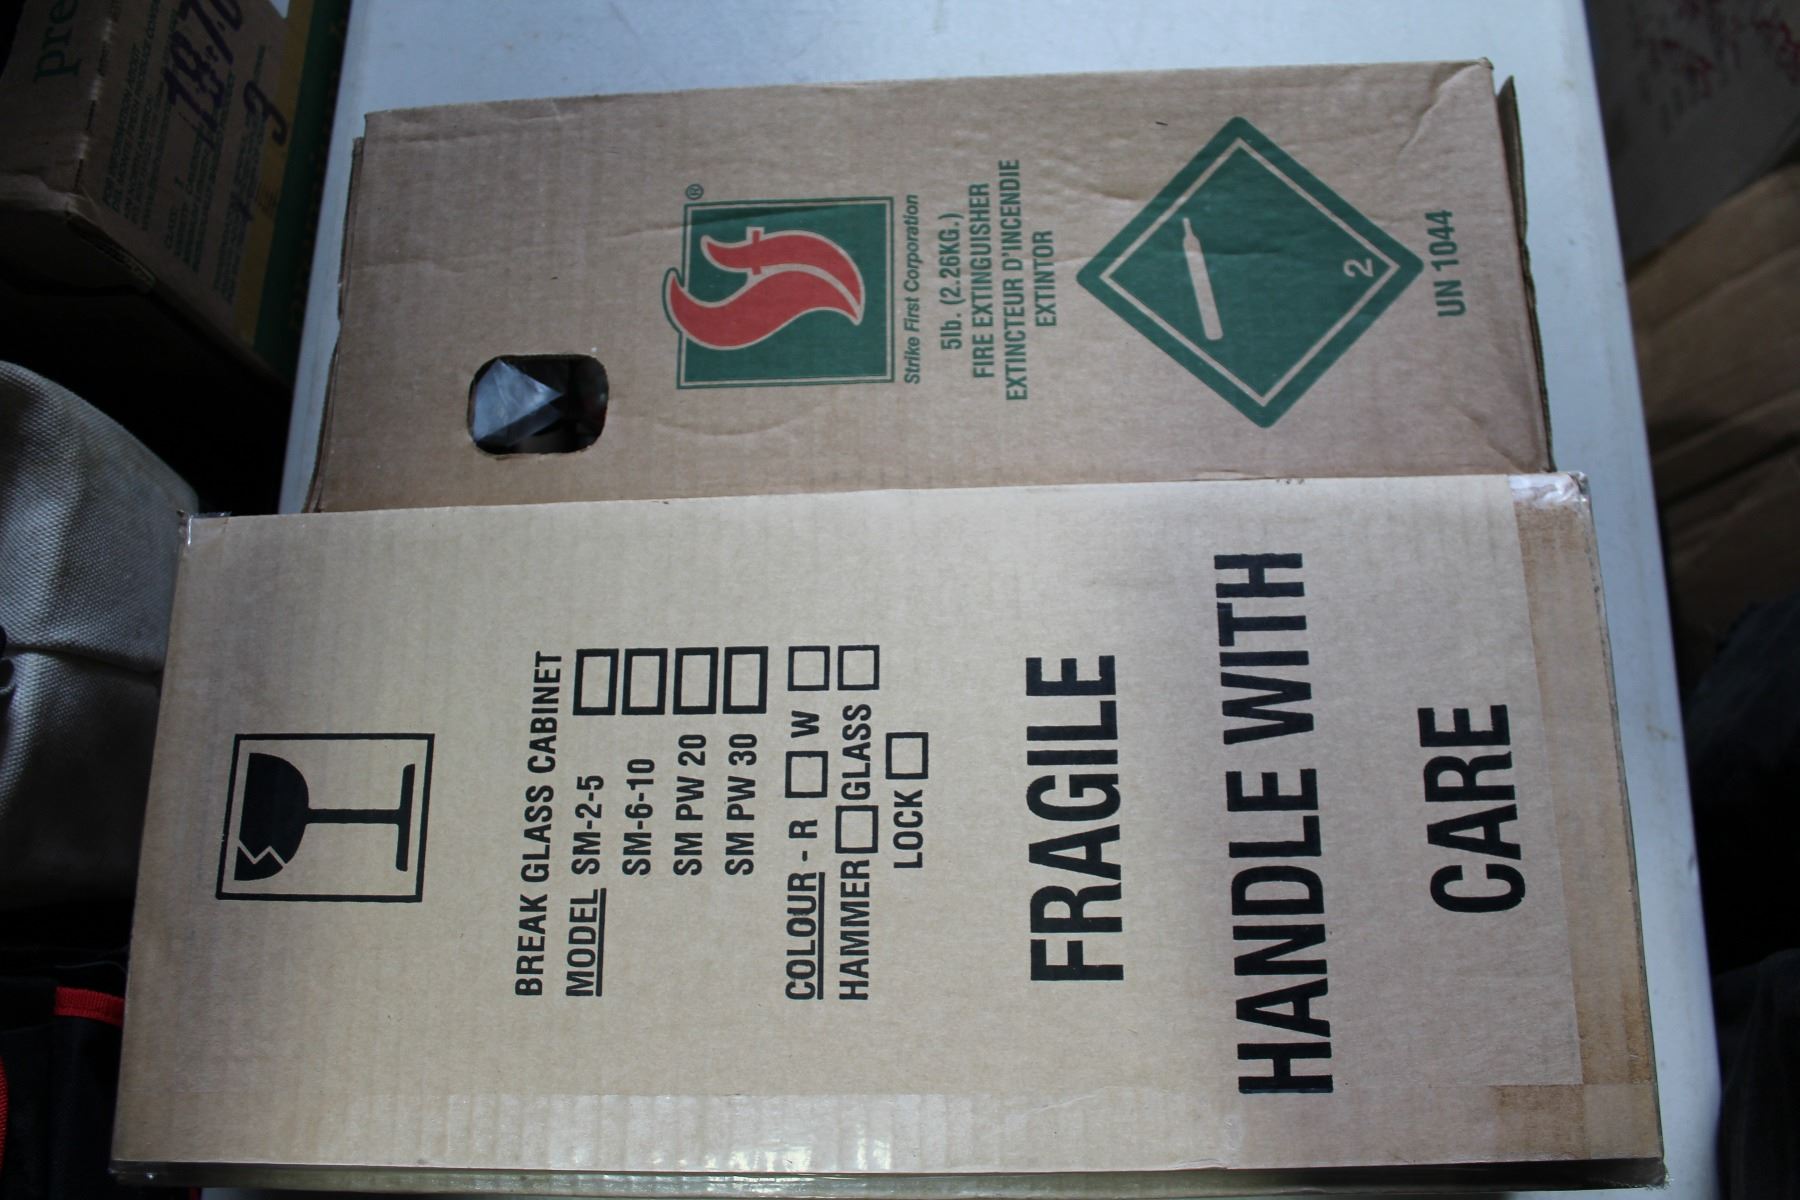 BREAK GLASS CABINET
MODEL SM-2-5
SM-6-10
SM PW 20
SM PW 30
COLOUR - R W
HAMMER GLASS
LOCK
FRAGILE
HANDLE WITH
CARE
®
Strike First Corporation
5lb. (2.26KG.)
FIRE EXTINGUISHER
EXTINCTEUR D'INCENDIE
EXTINTOR
2
UN 1044
pre